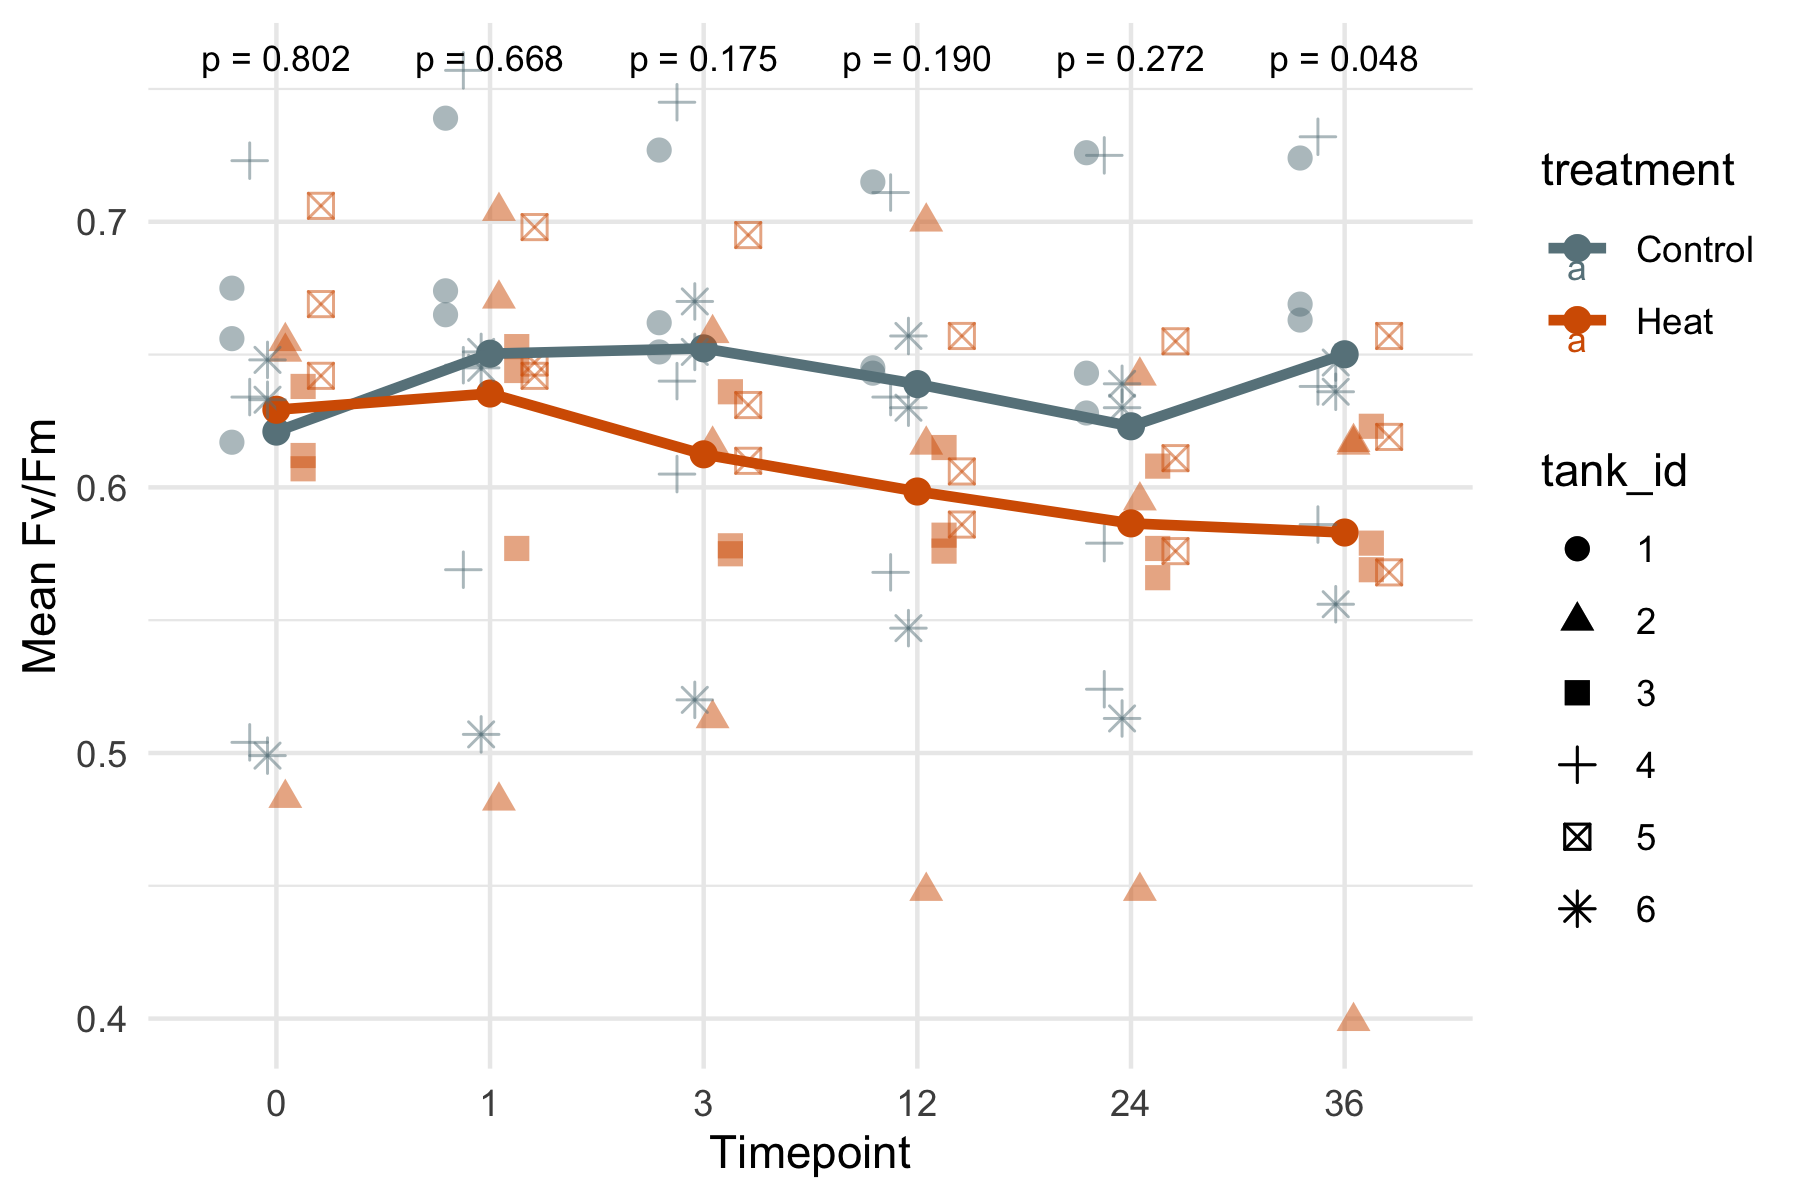 p = 0.802 p = 0.668 p = 0.175 p = 0.190 p = 0.272 p = 0.048
0.7
0.6
0.5
0.4
Mean Fv/Fm
0 1 3 12 24 36
Timepoint
treatment
a Control
a Heat
tank_id
1
2
3
4
5
6